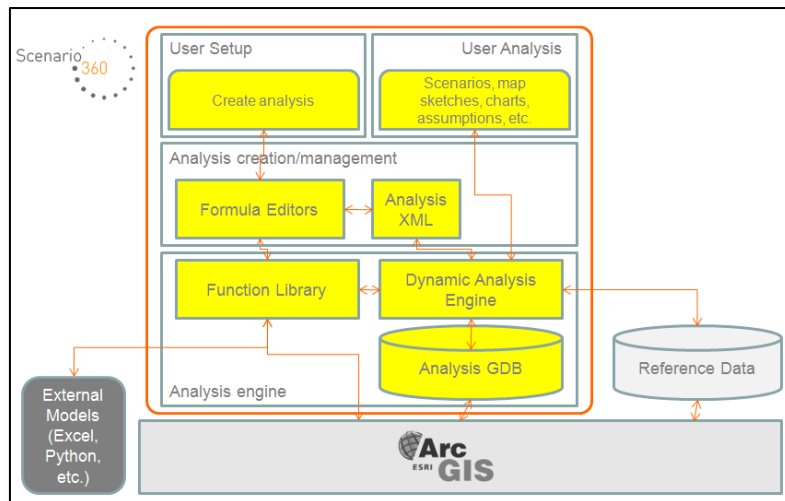 Scenario
360
User Setup
User Analysis
Create analysis
Scenarios, map
sketches, charts,
assumptions, etc.
Analysis creation/management
Formula Editors
Analysis
XML
Function Library
Dynamic Analysis
Engine
Analysis GDB
Reference Data
Analysis engine
External
Models
(Excel,
Python,
etc.)
Arc
ESRI GIS